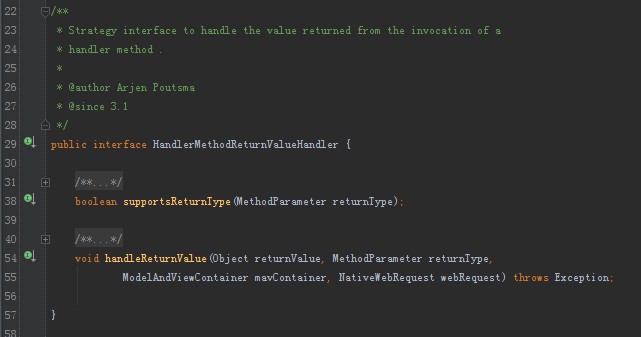 22 /**
23  * Strategy interface to handle the value returned from the invocation of a
24  * handler method .
25  *
26  * @author Arjen Poutsma
27  * @since 3.1
28  */
29 public interface HandlerMethodReturnValueHandler {
30
31     /**...*/
38     boolean supportsReturnType(MethodParameter returnType);
39
40     /**...*/
54     void handleReturnValue(Object returnValue, MethodParameter returnType,
55             ModelAndViewContainer mavContainer, NativeWebRequest webRequest) throws Exception;
56
57 }
58